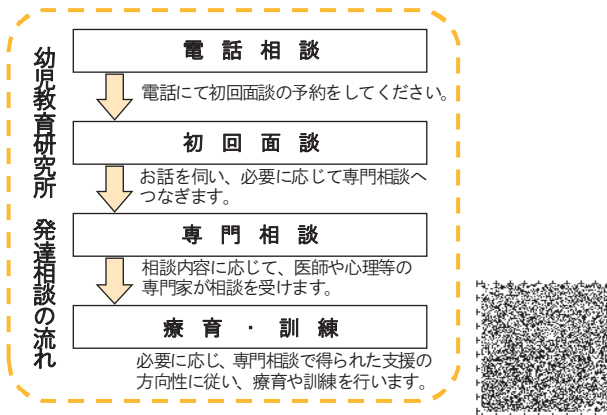 幼児教育研究所 発達相談の流れ
電話相談
電話にて初回面談の予約をしてください。
初回面談
お話を伺い、必要に応じて専門相談へ
つなぎます。
専門相談
相談内容に応じて、医師や心理等の
専門家が相談を受けます。
療育・訓練
必要に応じ、専門相談で得られた支援の
方向性に従い、療育や訓練を行います。